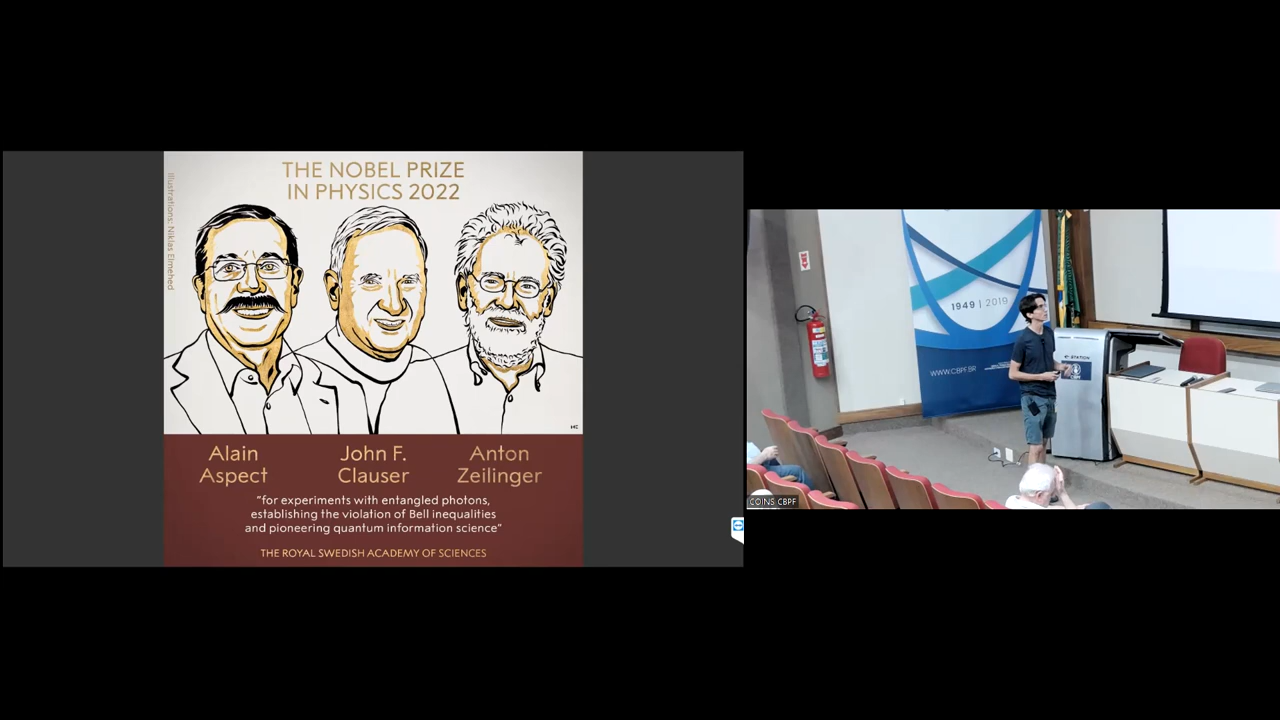 THE NOBEL PRIZE
IN PHYSICS 2022
Illustrations: Niklas Elmehed
Alain
Aspect
John F.
Clauser
Anton
Zeilinger
"for experiments with entangled photons,
establishing the violation of Bell inequalities
and pioneering quantum information science"
THE ROYAL SWEDISH ACADEMY OF SCIENCES
1949 | 2019
WWW.CBPF.BR
STATION
CBPF
COINS CBPF